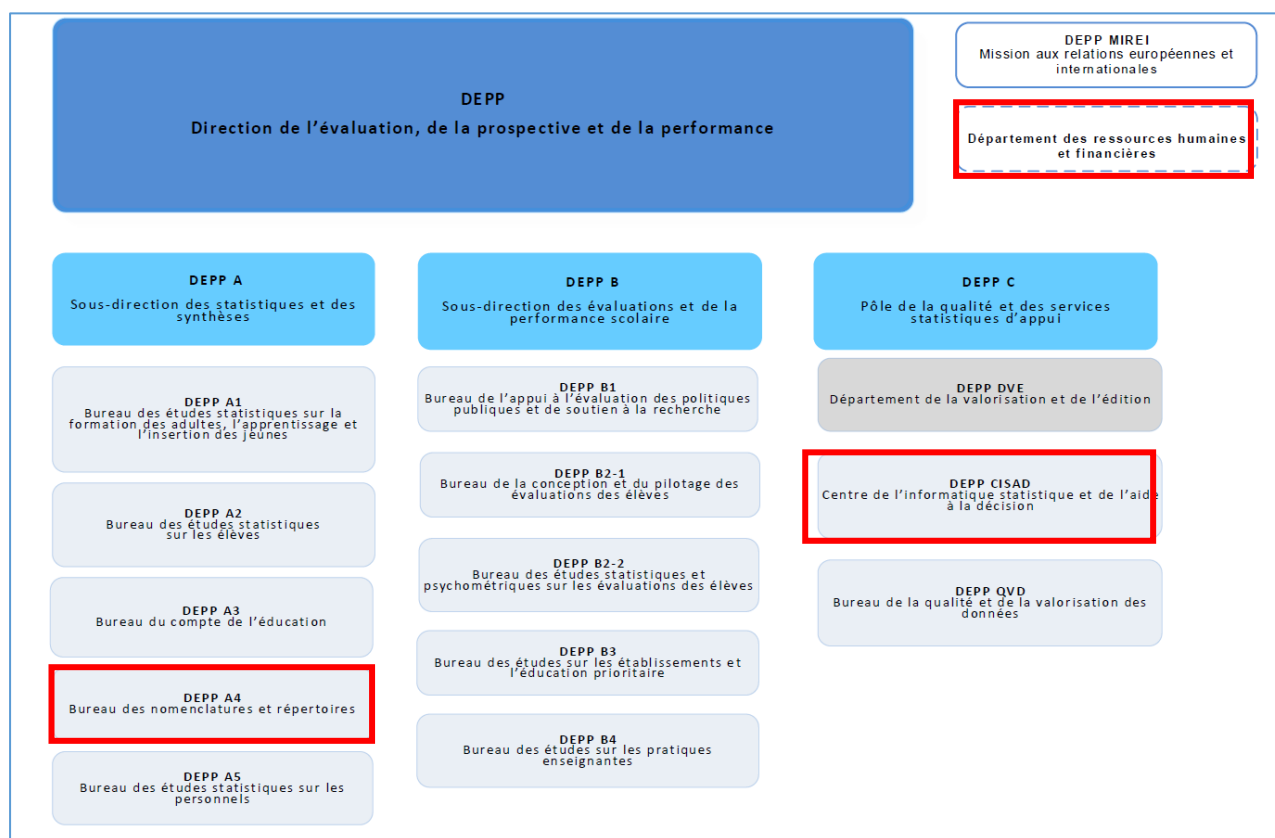 DEPP
Direction de l’évaluation, de la prospective et de la performance
DEPP MIREI
Mission aux relations européennes et
internationales
Département des ressources humaines
et financières
DEPP A
Sous-direction des statistiques et des
synthèses
DEPP A1
Bureau des études statistiques sur la
formation des adultes, l’apprentissage et
l’insertion des jeunes
DEPP A2
Bureau des études statistiques
sur les élèves
DEPP A3
Bureau du compte de l’éducation
DEPP A4
Bureau des nomenclatures et répertoires
DEPP A5
Bureau des études statistiques sur les
personnels
DEPP B
Sous-direction des évaluations et de la
performance scolaire
DEPP B1
Bureau de l’appui à l’évaluation des politiques
publiques et de soutien à la recherche
DEPP B2-1
Bureau de la conception et du pilotage des
évaluations des élèves
DEPP B2-2
Bureau des études statistiques et
psychométriques sur les évaluations des élèves
DEPP B3
Bureau des études sur les établissements et
l’éducation prioritaire
DEPP B4
Bureau des études sur les pratiques
enseignantes
DEPP C
Pôle de la qualité et des services
statistiques d’appui
DEPP DVE
Département de la valorisation et de l’édition
DEPP CISAD
Centre de l’informatique statistique et de l’aide
à la décision
DEPP QVD
Bureau de la qualité et de la valorisation des
données